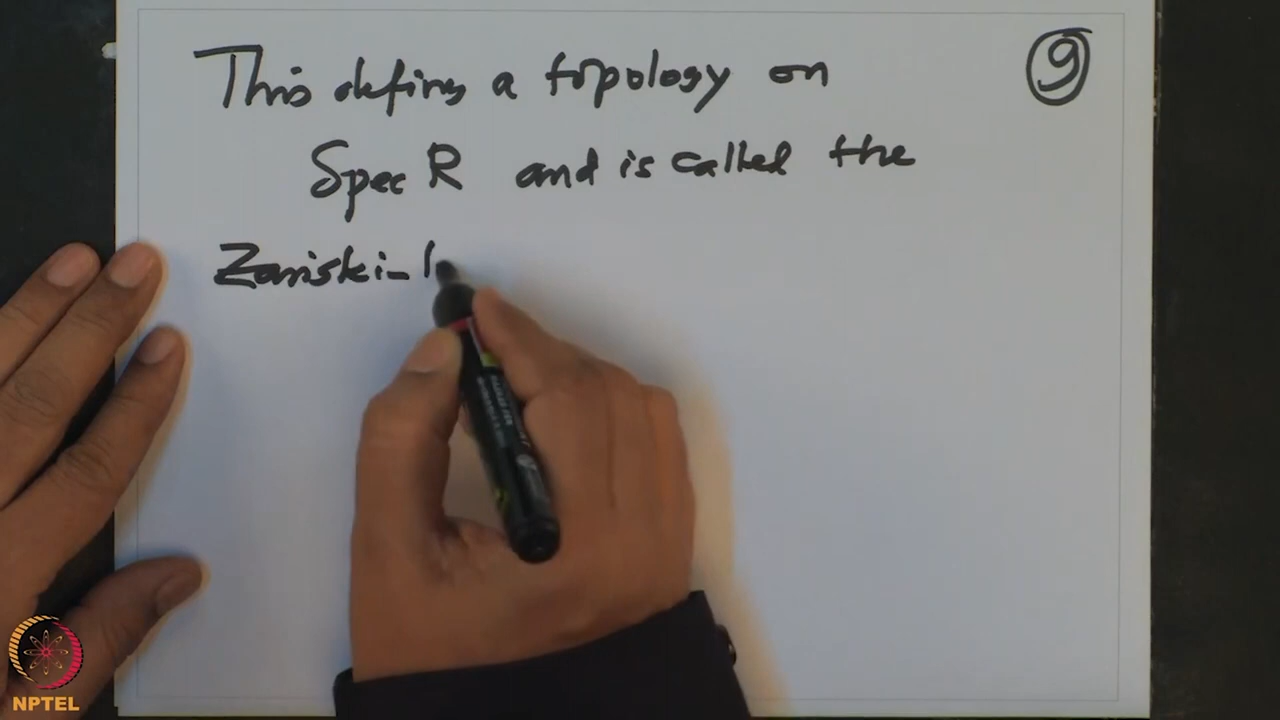 This defines a topology on
9
Spec R and is called the
Zariski-
NPTEL